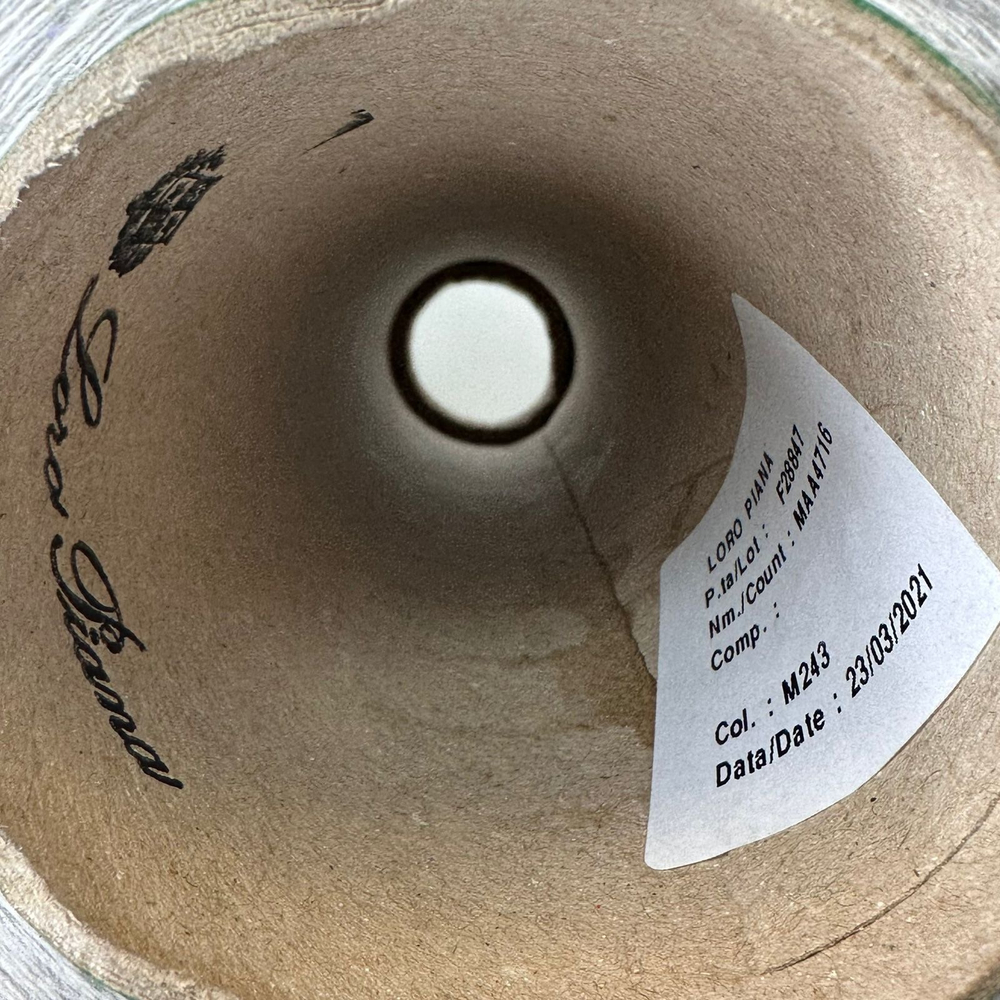 Loro Piana
LORO PIANA
P.ta/Lot : F28847
Nm./Count : MAA4716
Comp. :
Col. : M243
Data/Date : 23/03/2021